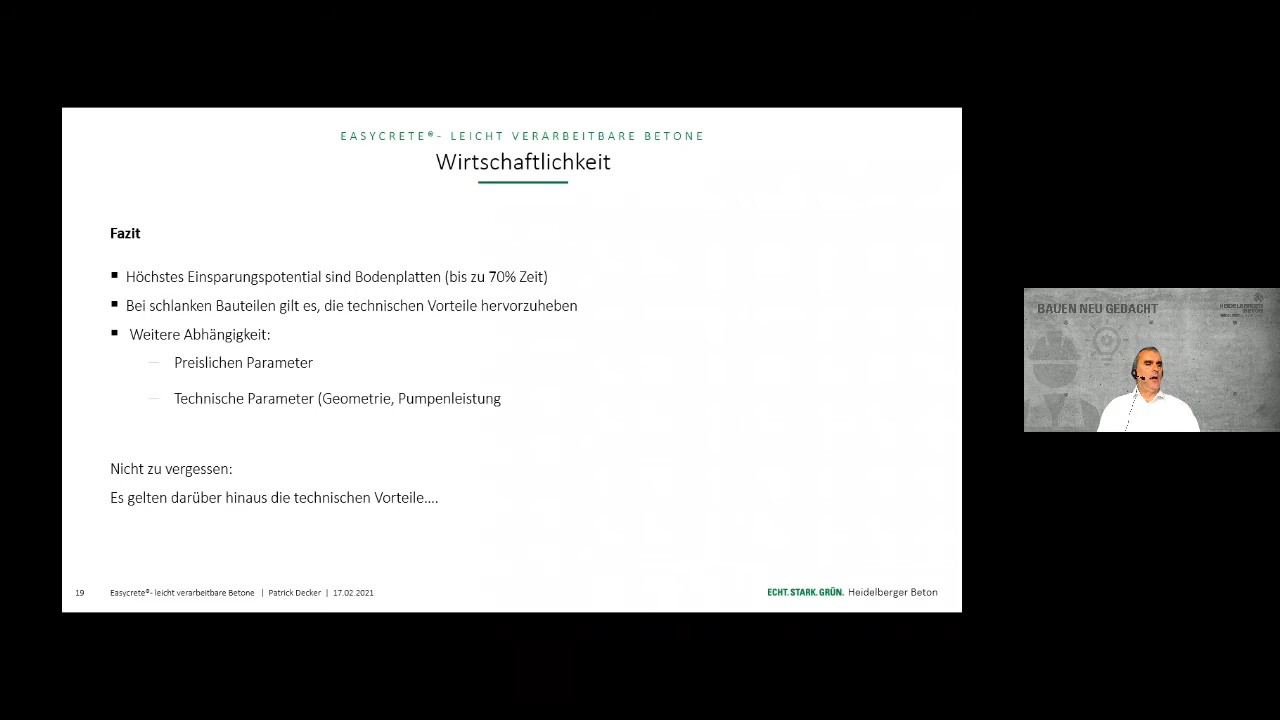 EASYCRETE®- LEICHT VERARBEITBARE BETONE
Wirtschaftlichkeit
Fazit
▪ Höchstes Einsparungspotential sind Bodenplatten (bis zu 70% Zeit)
▪ Bei schlanken Bauteilen gilt es, die technischen Vorteile hervorzuheben
▪ Weitere Abhängigkeit:
— Preislichen Parameter
— Technische Parameter (Geometrie, Pumpenleistung
Nicht zu vergessen:
Es gelten darüber hinaus die technischen Vorteile....
19 Easycrete®- leicht verarbeitbare Betone | Patrick Decker | 17.02.2021
ECHT. STARK. GRÜN. Heidelberger Beton
BAUEN NEU GEDACHT
HEIDELBERGER
BETON